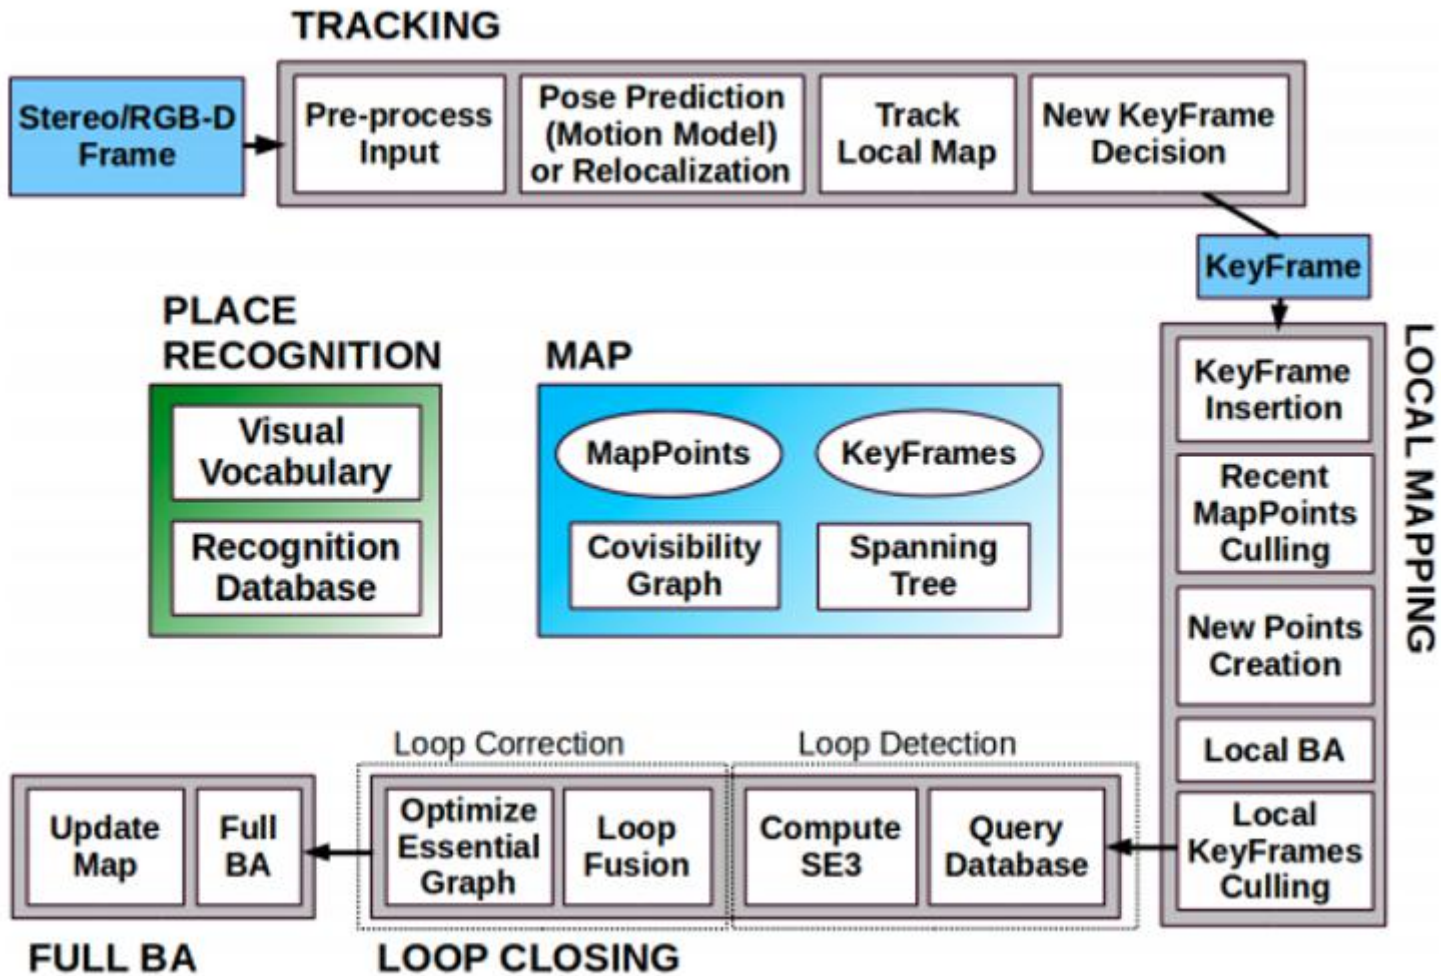 TRACKING
Stereo/RGB-D
Frame
Pre-process
Input
Pose Prediction
(Motion Model)
or Relocalization
Track
Local Map
New KeyFrame
Decision
KeyFrame
PLACE
RECOGNITION
Visual
Vocabulary
Recognition
Database
MAP
MapPoints
KeyFrames
Covisibility
Graph
Spanning
Tree
LOCAL MAPPING
KeyFrame
Insertion
Recent
MapPoints
Culling
New Points
Creation
Local BA
Local
KeyFrames
Culling
Loop Correction
Loop Detection
Optimize
Essential
Graph
Loop
Fusion
Compute
SE3
Query
Database
LOOP CLOSING
Update
Map
Full
BA
FULL BA